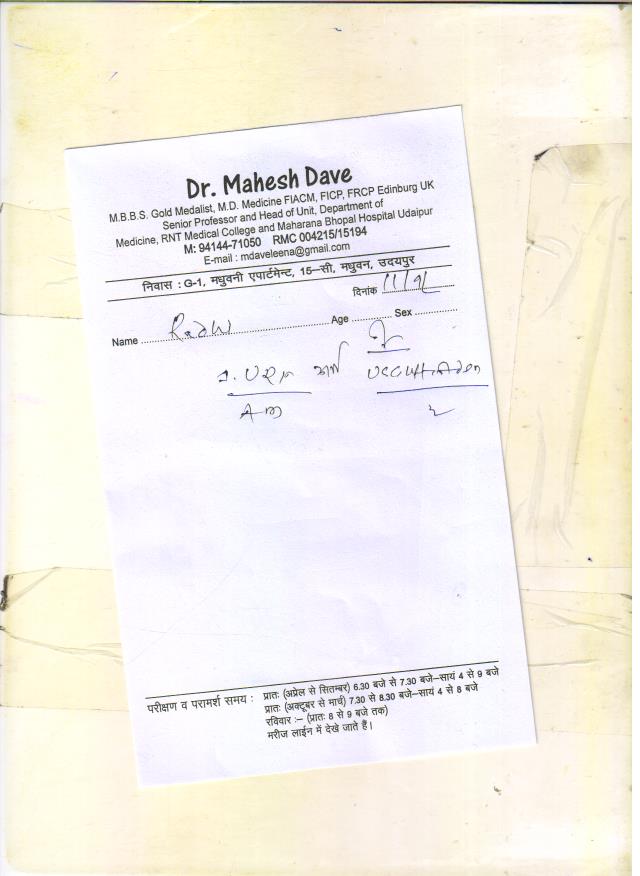 Dr. Mahesh Dave
M.B.B.S. Gold Medalist, M.D. Medicine FIACM, FICP, FRCP Edinburg UK
Senior Professor and Head of Unit, Department of
Medicine, RNT Medical College and Maharana Bhopal Hospital Udaipur
M: 94144-71050 RMC 004215/15194
E-mail : mdaveleena@gmail.com
निवास : G-1, मधुवनी एपार्टमेन्ट, 15–सी, मधुवन, उदयपुर
दिनांक
Name Age Sex
परीक्षण व परामर्श समय : प्रातः (अप्रेल से सितम्बर) 6.30 बजे से 7.30 बजे–सायं 4 से 9 बजे
प्रातः (अक्टूबर से मार्च) 7.30 से 8.30 बजे–सायं 4 से 8 बजे
रविवार :– (प्रातः 8 से 9 बजे तक)
मरीज लाईन में देखे जाते हैं।